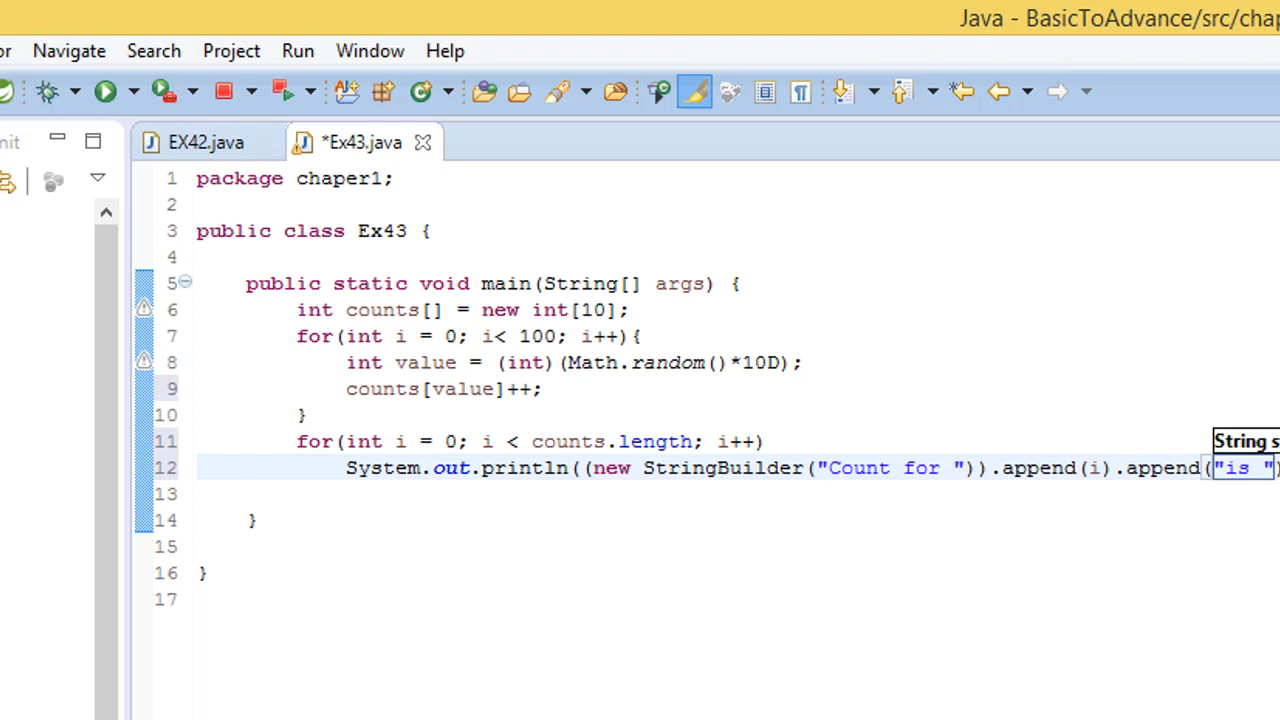 Java - BasicToAdvance/src/chap
or Navigate Search Project Run Window Help
nit EX42.java *Ex43.java
1 package chaper1;
2
3 public class Ex43 {
4
5 public static void main(String[] args) {
6 int counts[] = new int[10];
7 for(int i = 0; i< 100; i++){
8 int value = (int)(Math.random()*10D);
9 counts[value]++;
10 }
11 for(int i = 0; i < counts.length; i++)
String s
12 System.out.println((new StringBuilder("Count for ")).append(i).append("is ")
13
14 }
15
16 }
17